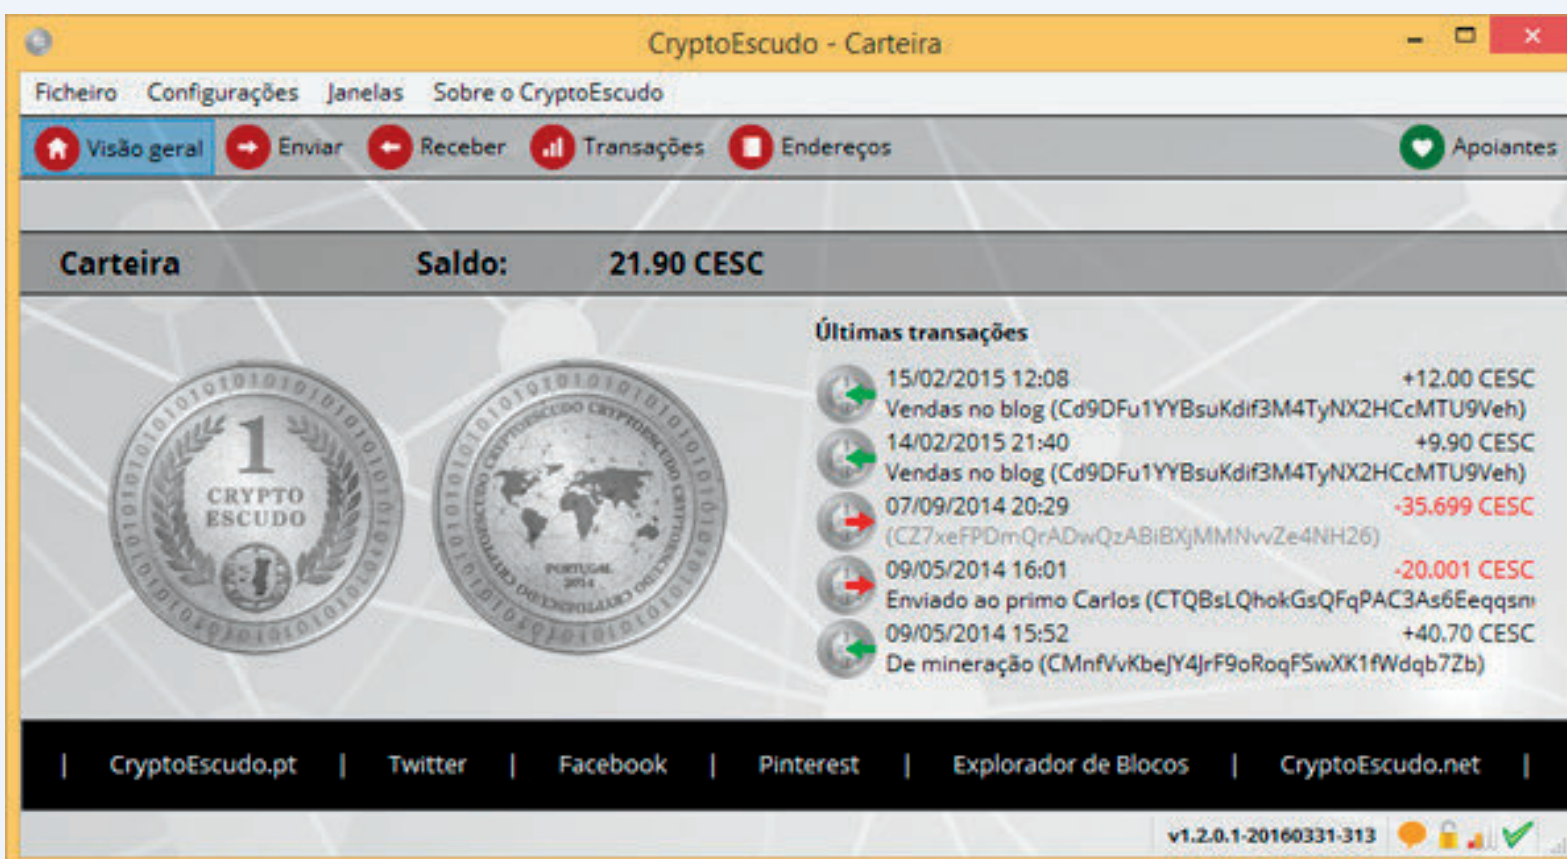 CryptoEscudo - Carteira
Ficheiro Configurações Janelas Sobre o CryptoEscudo
Visão geral Enviar Receber Transações Endereços Apoiantes
Carteira Saldo: 21.90 CESC
Últimas transações
15/02/2015 12:08 +12.00 CESC
Vendas no blog (Cd9DFu1YYBsuKdif3M4TyNX2HCcMTU9Veh)
14/02/2015 21:40 +9.90 CESC
Vendas no blog (Cd9DFu1YYBsuKdif3M4TyNX2HCcMTU9Veh)
07/09/2014 20:29 -35.699 CESC
(CZ7xeFPDmQrADwQzABiBXjMMNvvZe4NH26)
09/05/2014 16:01 -20.001 CESC
Enviado ao primo Carlos (CTQBsLQhokGsQFqPAC3As6Eeqqsn
09/05/2014 15:52 +40.70 CESC
De mineração (CMnfVvKbeJY4JrF9oRoqFSwXK1fWdqb7Zb)
1
CRYPTO
ESCUDO
PORTUGAL
2014
| CryptoEscudo.pt | Twitter | Facebook | Pinterest | Explorador de Blocos | CryptoEscudo.net |
v1.2.0.1-20160331-313